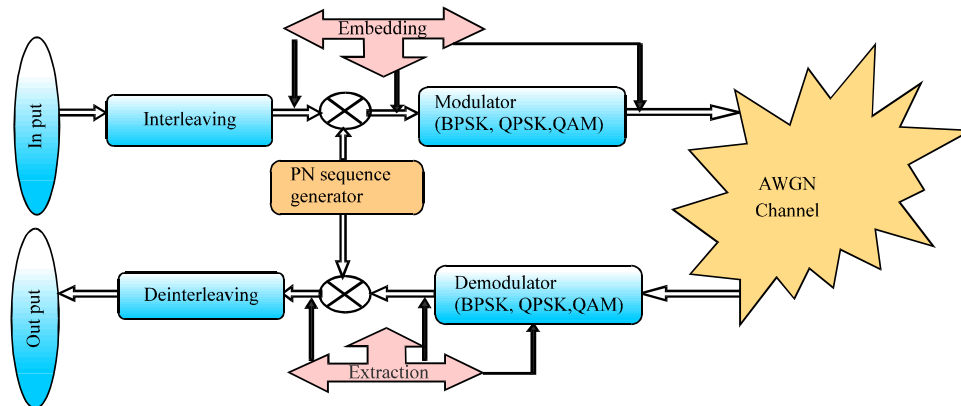 Embedding
In put
Interleaving
Modulator
(BPSK, QPSK,QAM)
PN sequence
generator
AWGN
Channel
Out put
Deinterleaving
Demodulator
(BPSK, QPSK,QAM)
Extraction